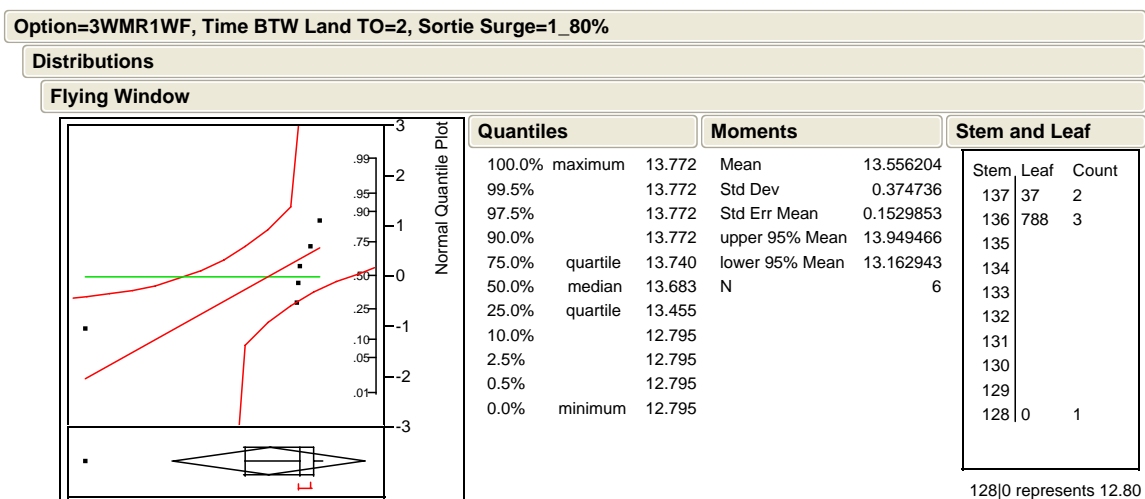 Option=3WMR1WF, Time BTW Land TO=2, Sortie Surge=1_80%
Distributions
Flying Window
3
2
1
0
-1
-2
-3
.99
.95
.90
.75
.50
.25
.10
.05
.01
Normal Quantile Plot
Quantiles
100.0% maximum 13.772
99.5% 13.772
97.5% 13.772
90.0% 13.772
75.0% quartile 13.740
50.0% median 13.683
25.0% quartile 13.455
10.0% 12.795
2.5% 12.795
0.5% 12.795
0.0% minimum 12.795
Moments
Mean 13.556204
Std Dev 0.374736
Std Err Mean 0.1529853
upper 95% Mean 13.949466
lower 95% Mean 13.162943
N 6
Stem and Leaf
Stem Leaf Count
137 37 2
136 788 3
135
134
133
132
131
130
129
128 0 1
128|0 represents 12.80